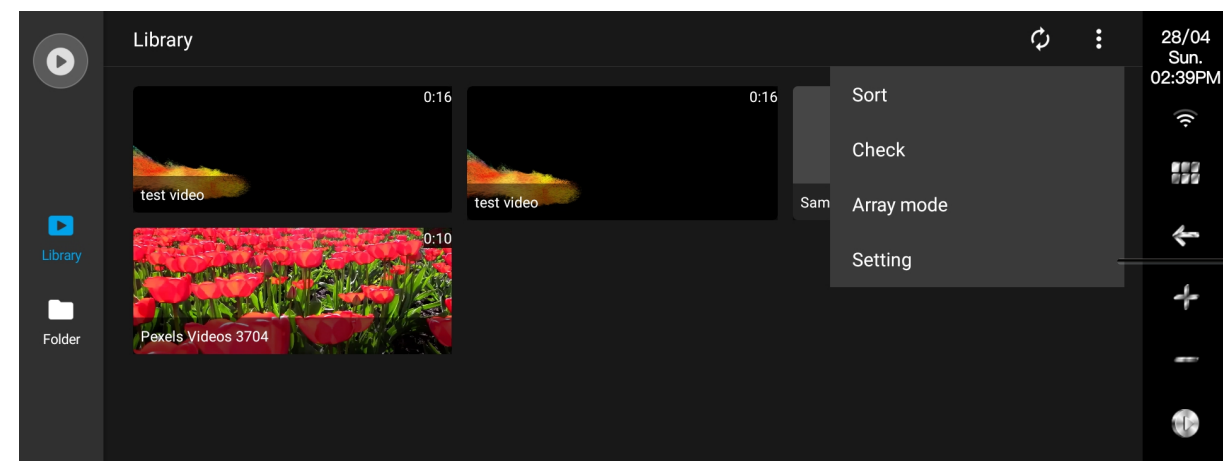 Library
28/04
Sun.
02:39PM
0:16
test video
0:16
test video
Sam
0:10
Pexels Videos 3704
Sort
Check
Array mode
Setting
Library
Folder